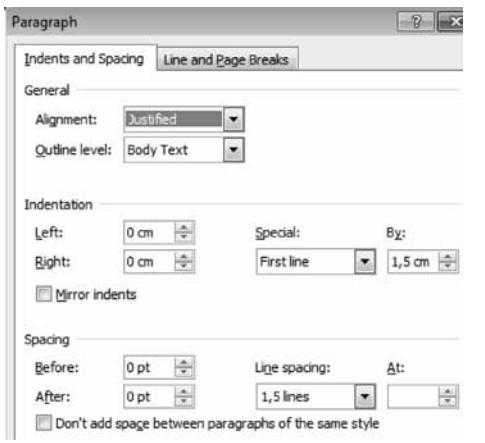 Paragraph
Indents and Spacing Line and Page Breaks
General
Alignment: Justified
Outline level: Body Text
Indentation
Left: 0 cm Special: By:
Right: 0 cm First line 1,5 cm
Mirror indents
Spacing
Before: 0 pt Line spacing: At:
After: 0 pt 1,5 lines
Don't add space between paragraphs of the same style